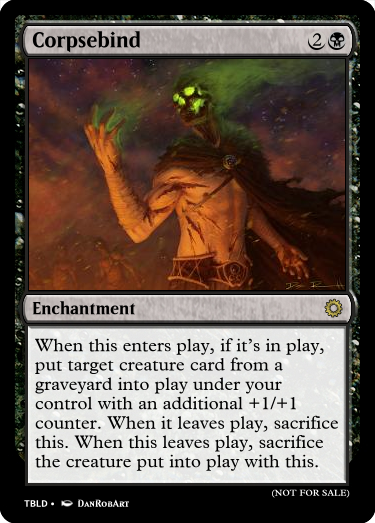 Corpsebind 2
Enchantment
When this enters play, if it's in play,
put target creature card from a
graveyard into play under your
control with an additional +1/+1
counter. When it leaves play, sacrifice
this. When this leaves play, sacrifice
the creature put into play with this.
(NOT FOR SALE)
TBLD • DanRobArt